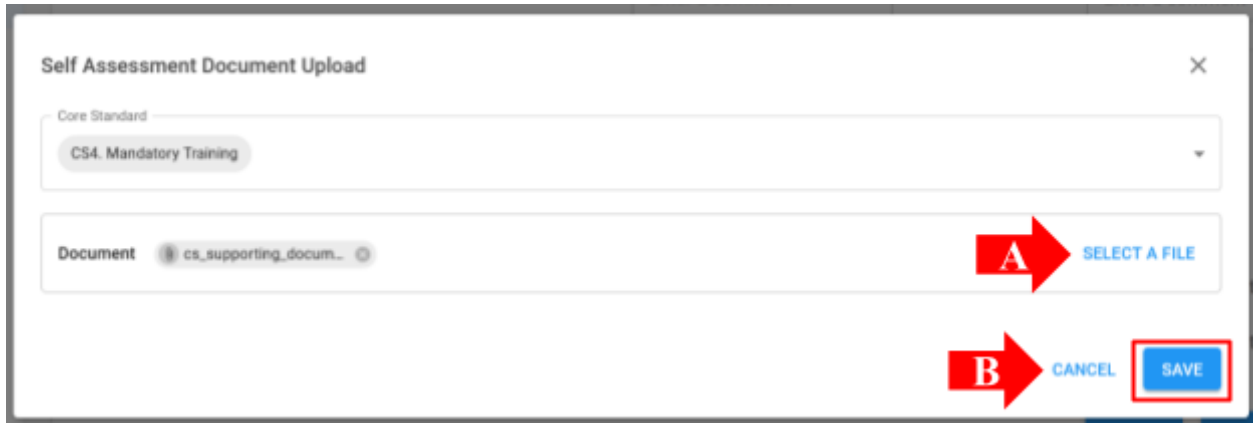 Self Assessment Document Upload
Core Standard
CS4. Mandatory Training
Document cs_supporting_docum... A SELECT A FILE
B CANCEL SAVE